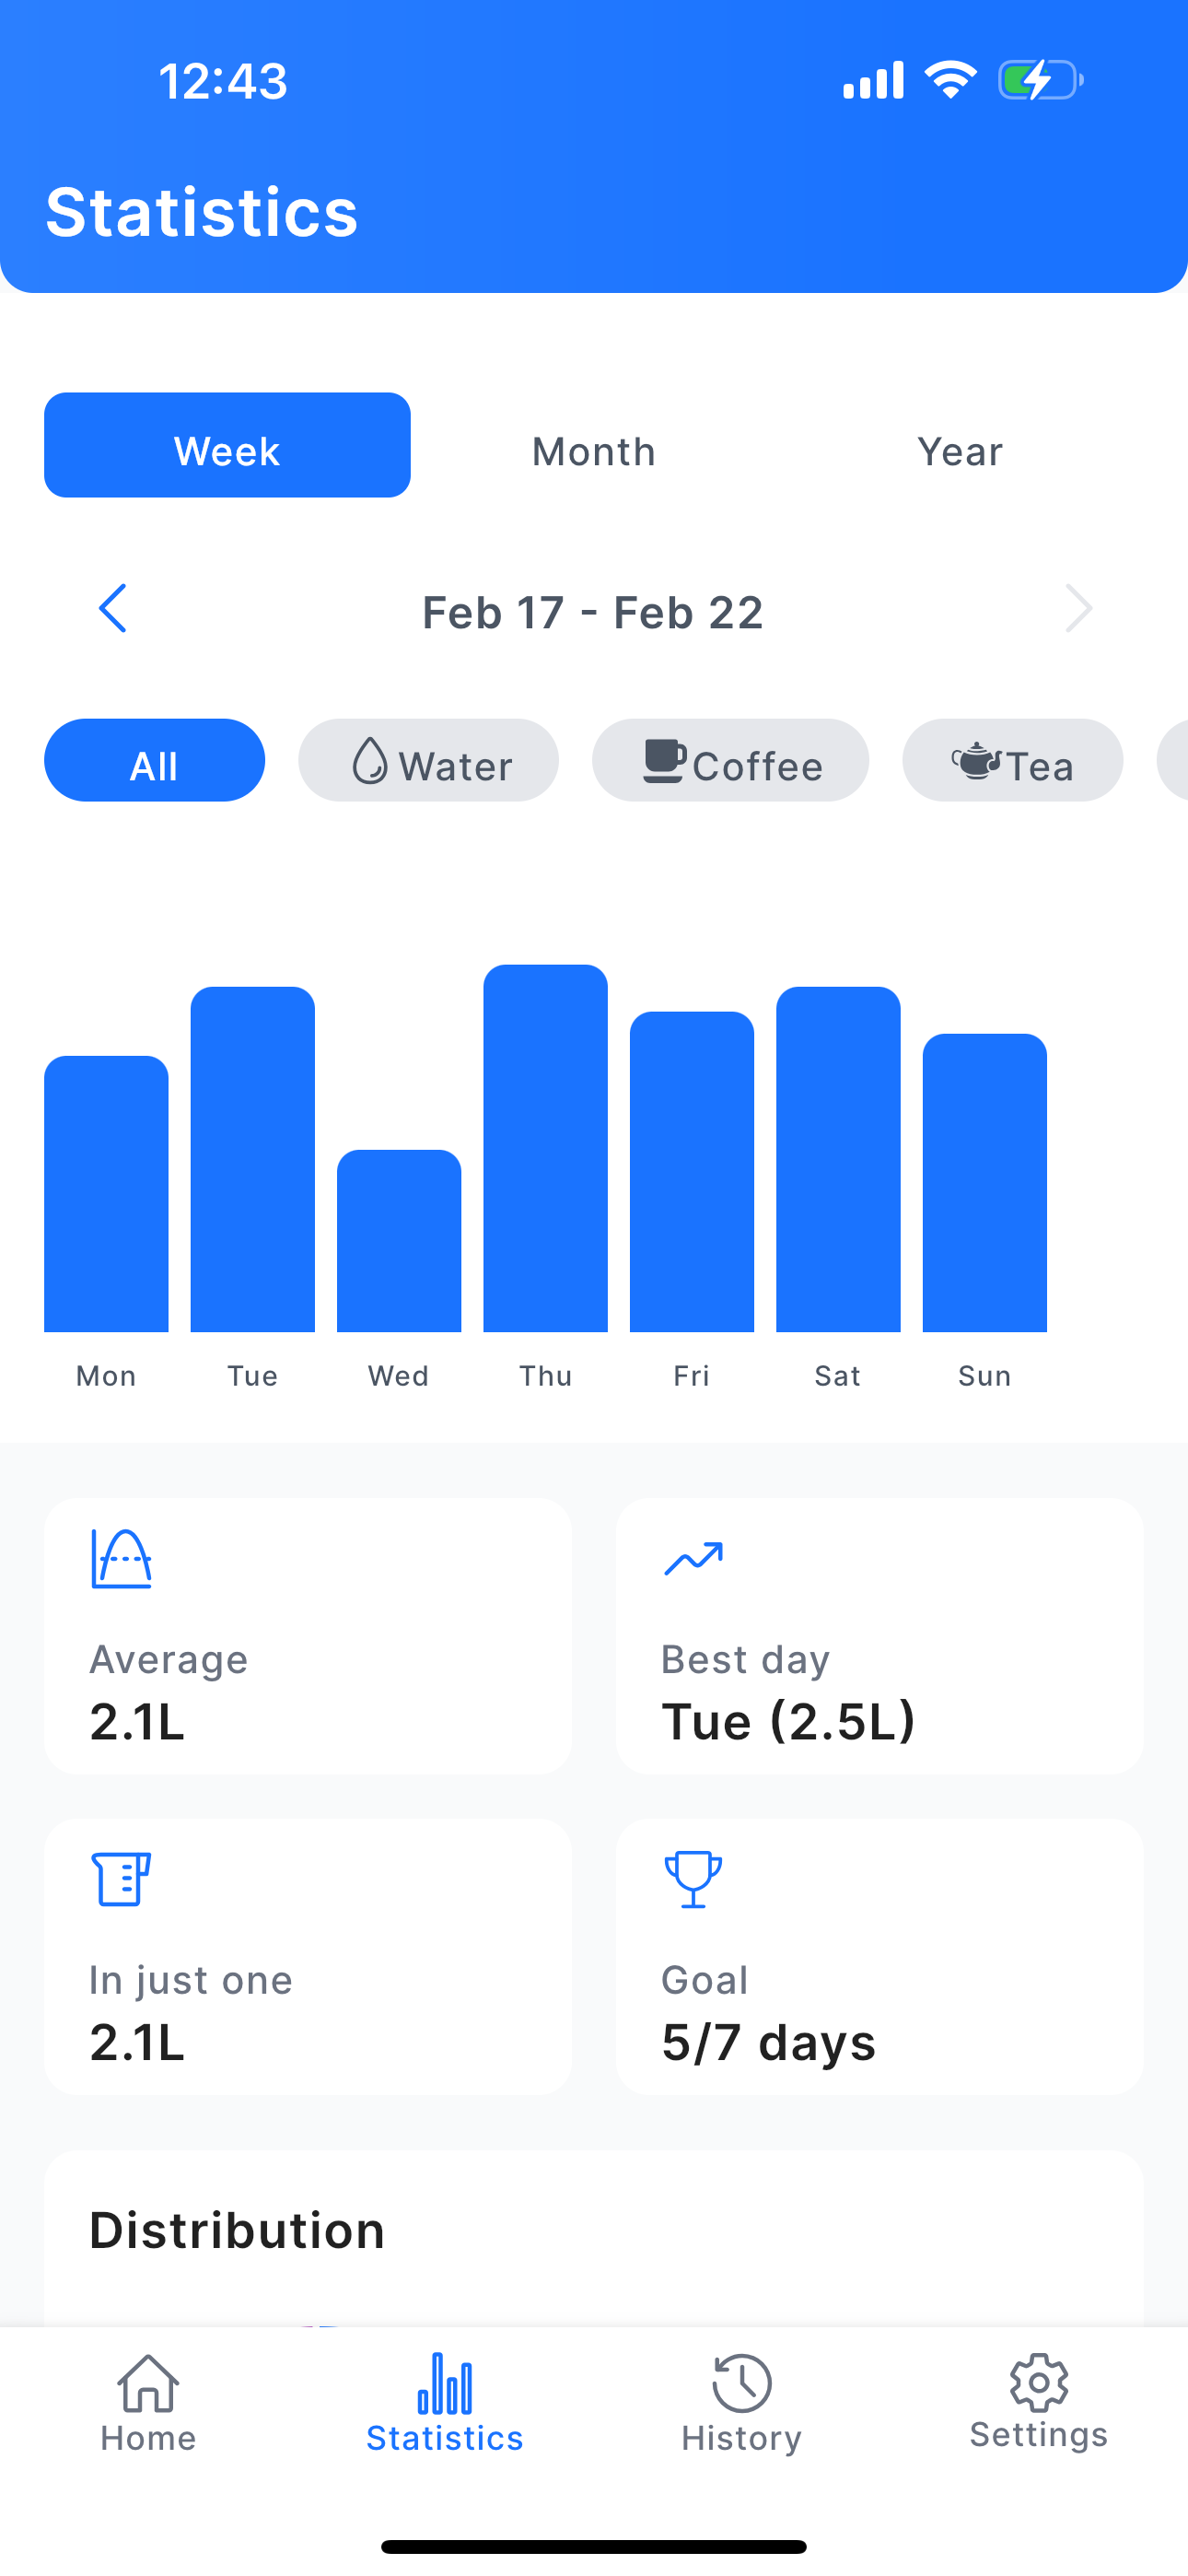 12:43
Statistics
Week Month Year
Feb 17 - Feb 22
All Water Coffee Tea
Mon Tue Wed Thu Fri Sat Sun
Average
2.1L
Best day
Tue (2.5L)
In just one
2.1L
Goal
5/7 days
Distribution
Home Statistics History Settings